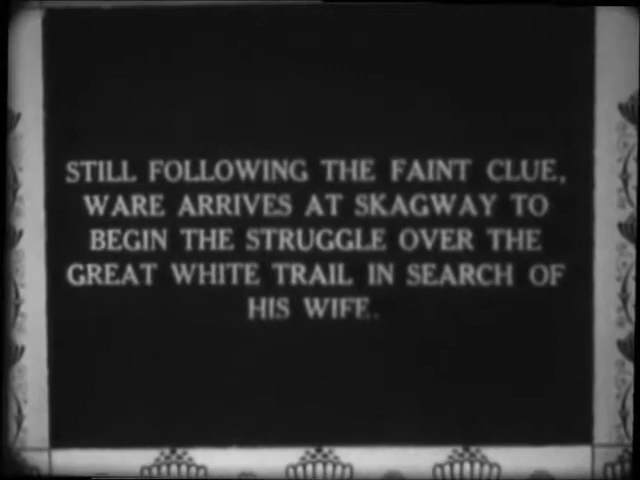 STILL FOLLOWING THE FAINT CLUE,
WARE ARRIVES AT SKAGWAY TO
BEGIN THE STRUGGLE OVER THE
GREAT WHITE TRAIL IN SEARCH OF
HIS WIFE.